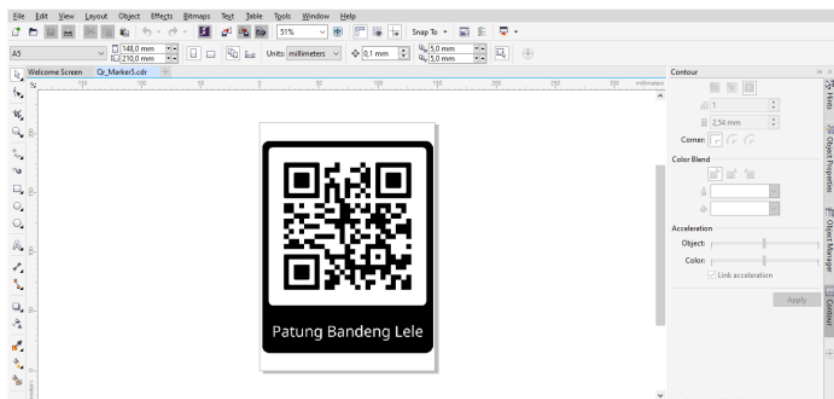 File Edit View Layout Object Effects Bitmaps Text Table Tools Window Help
51% Snap To
A5 148,0 mm 210,0 mm Units: millimeters 0,1 mm 5,0 mm 5,0 mm
Welcome Screen Qr_Marker5.cdr
Contour
millimeters
1
2,54 mm
Corner:
Color Blend
Acceleration
Object:
Color:
Link acceleration
Apply
Hints
Object Properties
Object Manager
Contour
Patung Bandeng Lele